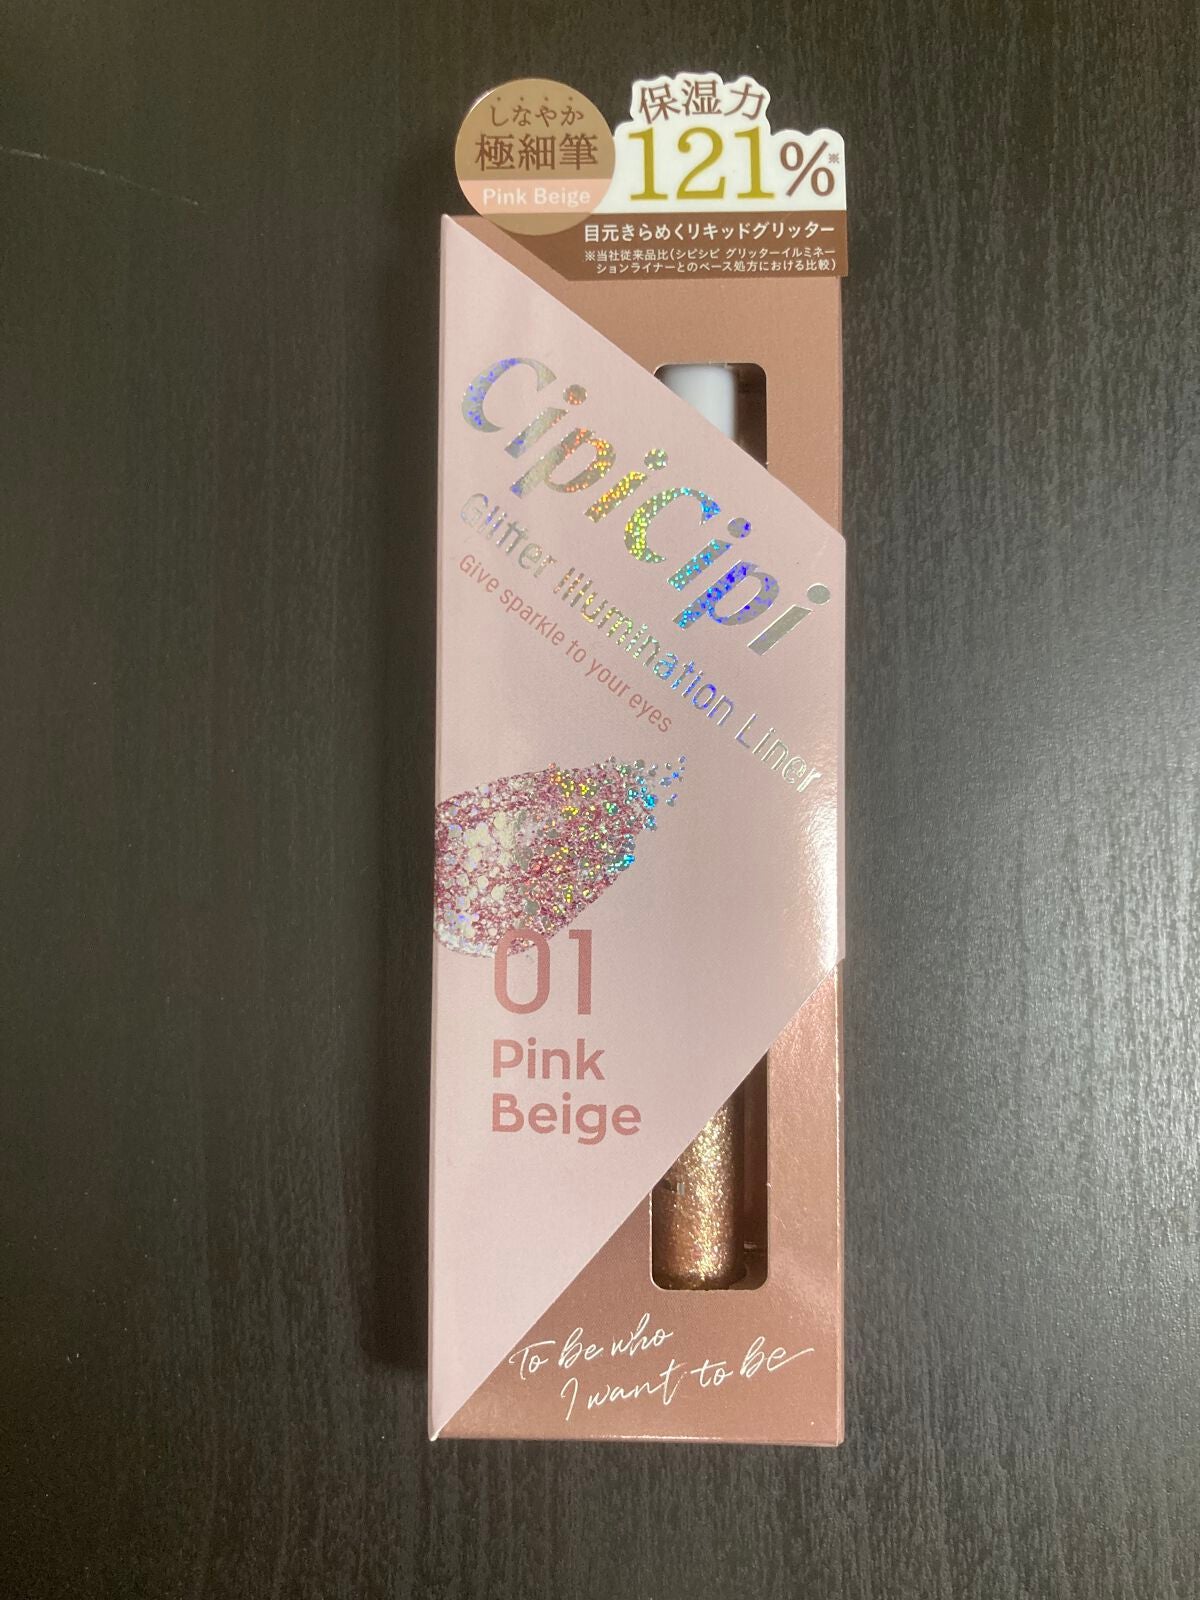 しなやか
極細筆
Pink Beige
保湿力
121%※
目元きらめくリキッドグリッター
※当社従来品比(シピシピ グリッターイルミネー
ションライナーとのベース処方における比較)
CipiCipi
Glitter Illumination Liner
Give sparkle to your eyes
01
Pink
Beige
To be who
I want to be